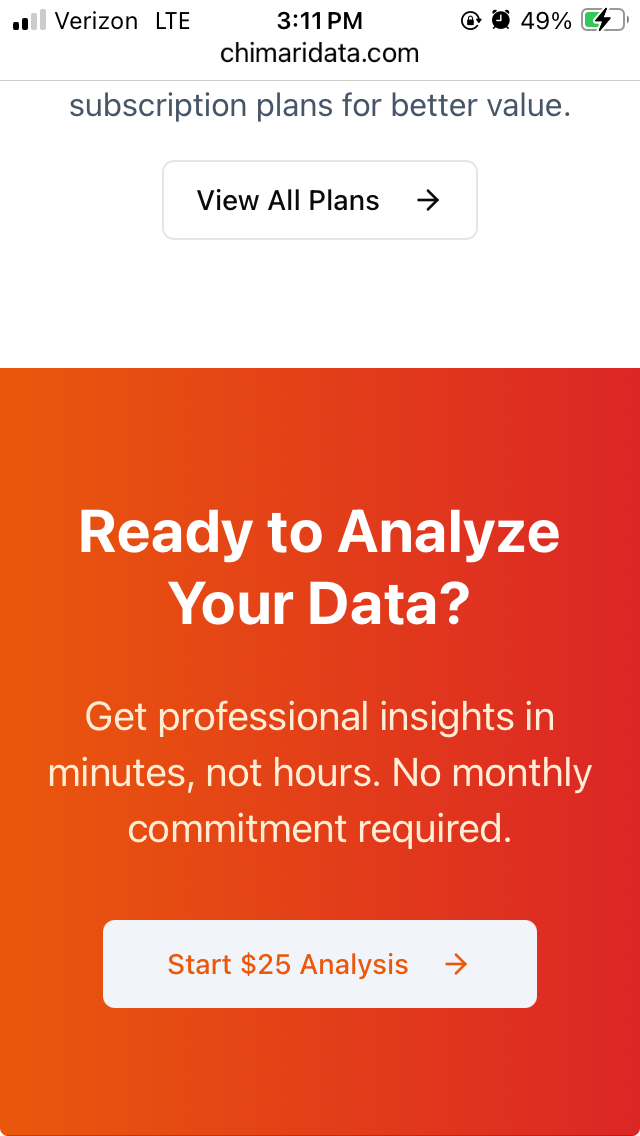 Verizon LTE 3:11 PM 49%
chimaridata.com
subscription plans for better value.
View All Plans →
Ready to Analyze
Your Data?
Get professional insights in
minutes, not hours. No monthly
commitment required.
Start $25 Analysis →